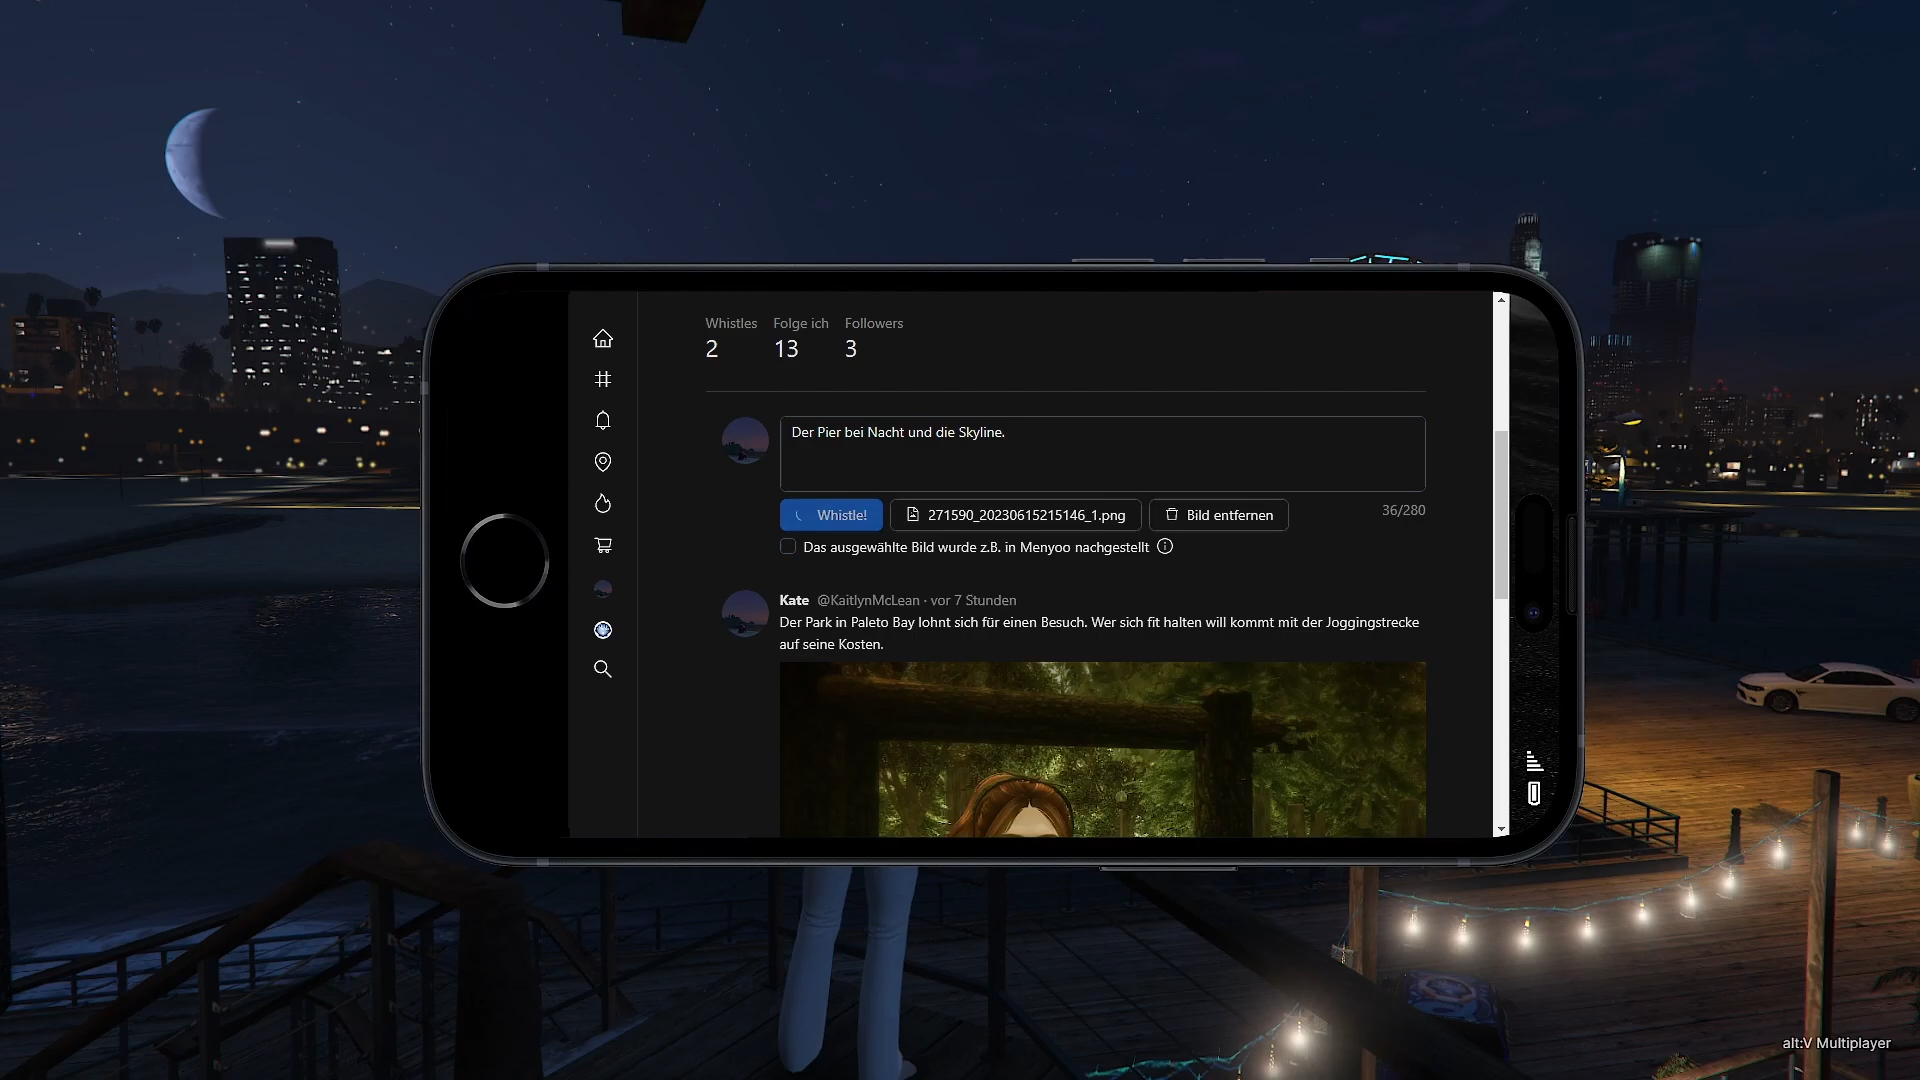 Whistles Folge ich Followers
2 13 3
Der Pier bei Nacht und die Skyline.
Whistle! 271590_20230615215146_1.png Bild entfernen 36/280
Das ausgewählte Bild wurde z.B. in Menyoo nachgestellt
Kate @KaitlynMcLean · vor 7 Stunden
Der Park in Paleto Bay lohnt sich für einen Besuch. Wer sich fit halten will kommt mit der Joggingstrecke
auf seine Kosten.
alt:V Multiplayer